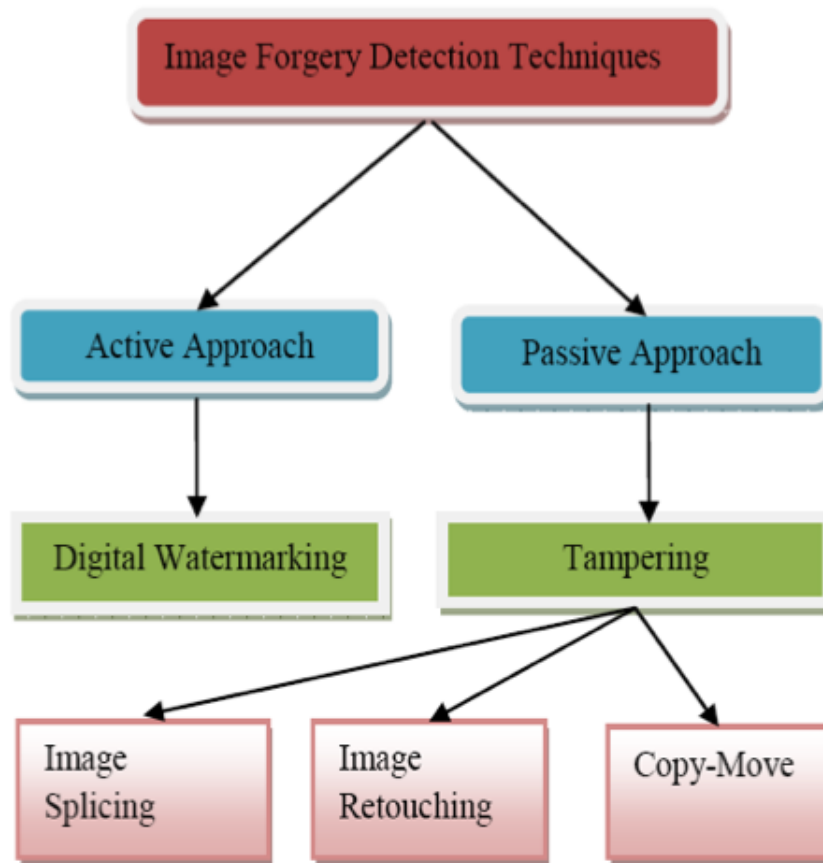 Image Forgery Detection Techniques
Active Approach
Passive Approach
Digital Watermarking
Tampering
Image
Splicing
Image
Retouching
Copy-Move